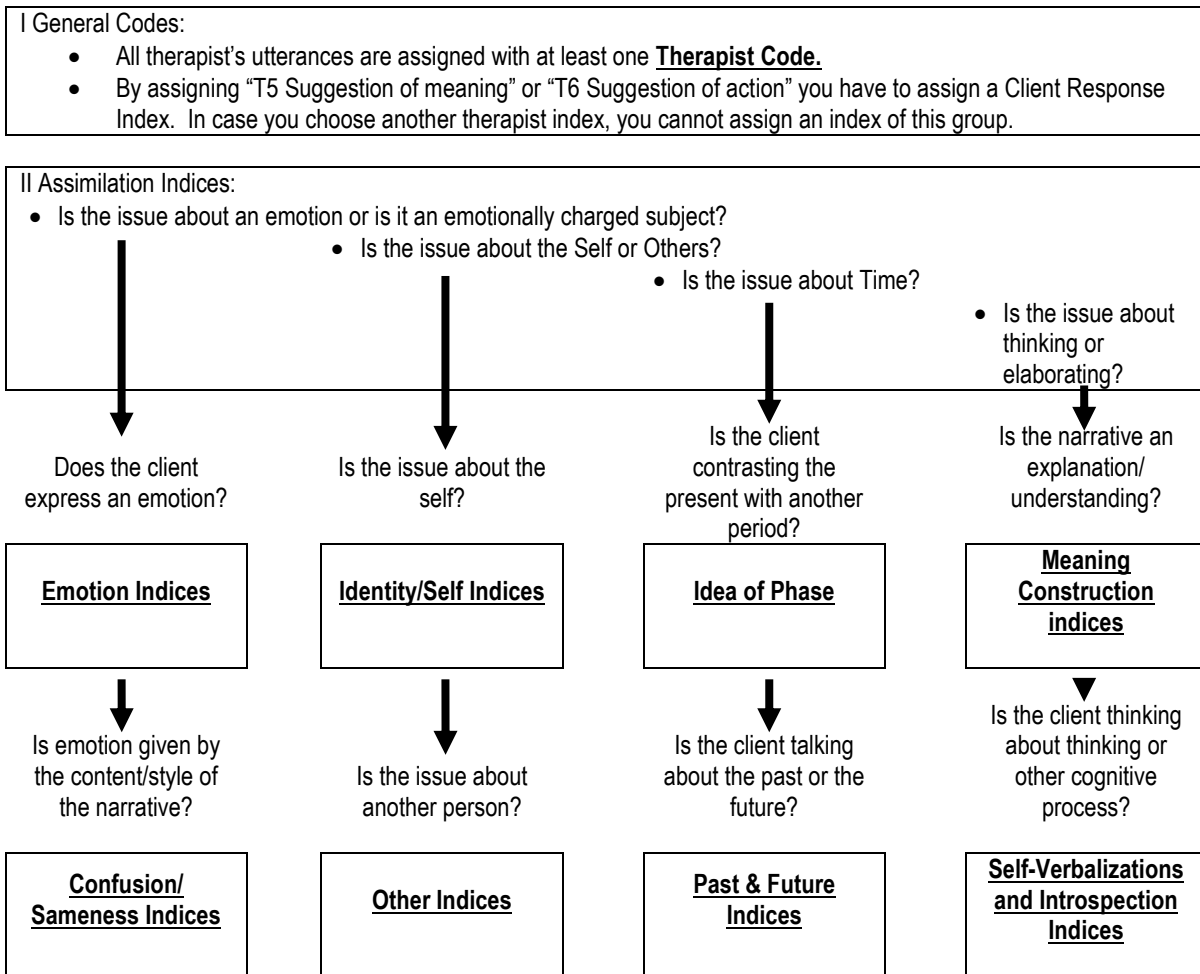 I General Codes:
• All therapist's utterances are assigned with at least one Therapist Code.
• By assigning “T5 Suggestion of meaning” or “T6 Suggestion of action” you have to assign a Client Response
Index. In case you choose another therapist index, you cannot assign an index of this group.
II Assimilation Indices:
• Is the issue about an emotion or is it an emotionally charged subject?
• Is the issue about the Self or Others?
• Is the issue about Time?
• Is the issue about
thinking or
elaborating?
Does the client
express an emotion?
Emotion Indices
Is emotion given by
the content/style of
the narrative?
Confusion/
Sameness Indices
Is the issue about the
self?
Identity/Self Indices
Is the issue about
another person?
Other Indices
Is the client
contrasting the
present with another
period?
Idea of Phase
Is the client talking
about the past or the
future?
Past & Future
Indices
Is the narrative an
explanation/
understanding?
Meaning
Construction
indices
Is the client thinking
about thinking or
other cognitive
process?
Self-Verbalizations
and Introspection
Indices